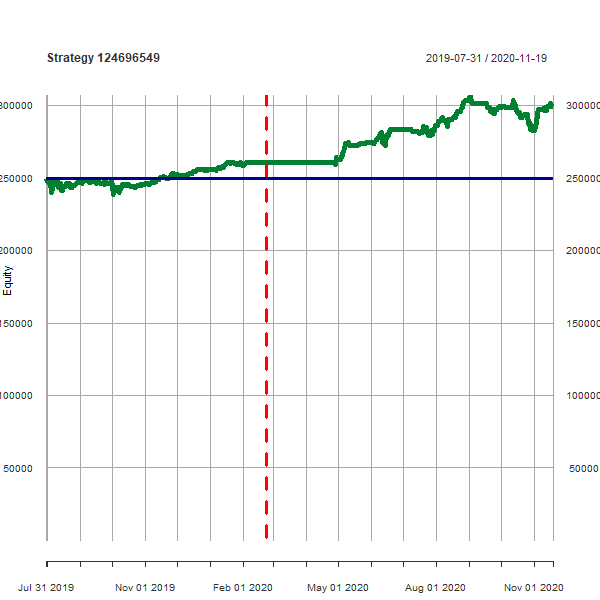 Strategy 124696549
2019-07-31 / 2020-11-19
300000
300000
250000
250000
200000
200000
150000
150000
100000
100000
50000
50000
Equity
Jul 31 2019
Nov 01 2019
Feb 01 2020
May 01 2020
Aug 01 2020
Nov 01 2020